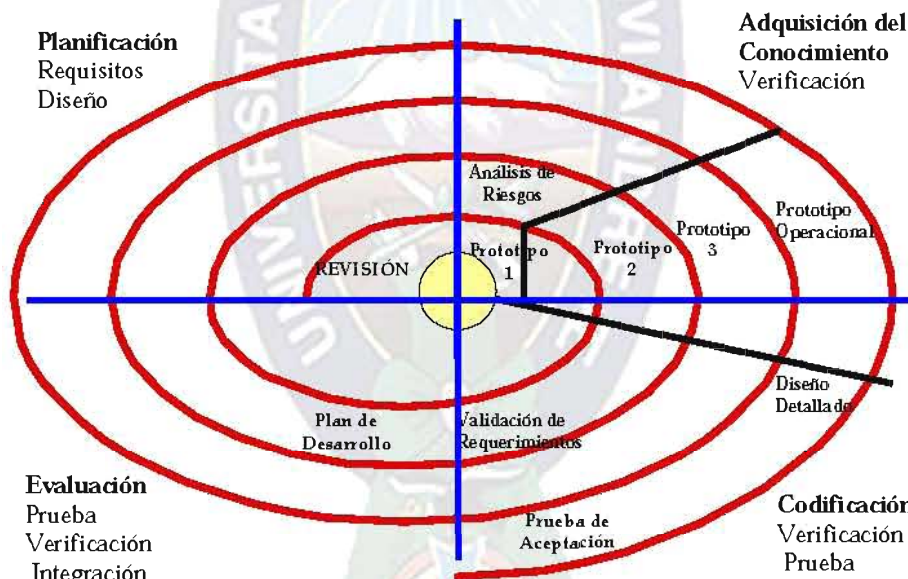 Planificación
Requisitos
Diseño
Adquisición del
Conocimiento
Verificación
Análisis de
Riesgos
REVISIÓN
Prototipo
1
Prototipo
2
Prototipo
3
Prototipo
Operacional
Diseño
Detallado
Plan de
Desarrollo
Validación de
Requerimientos
Prueba de
Aceptación
Evaluación
Prueba
Verificación
Integración
Codificación
Verificación
Prueba